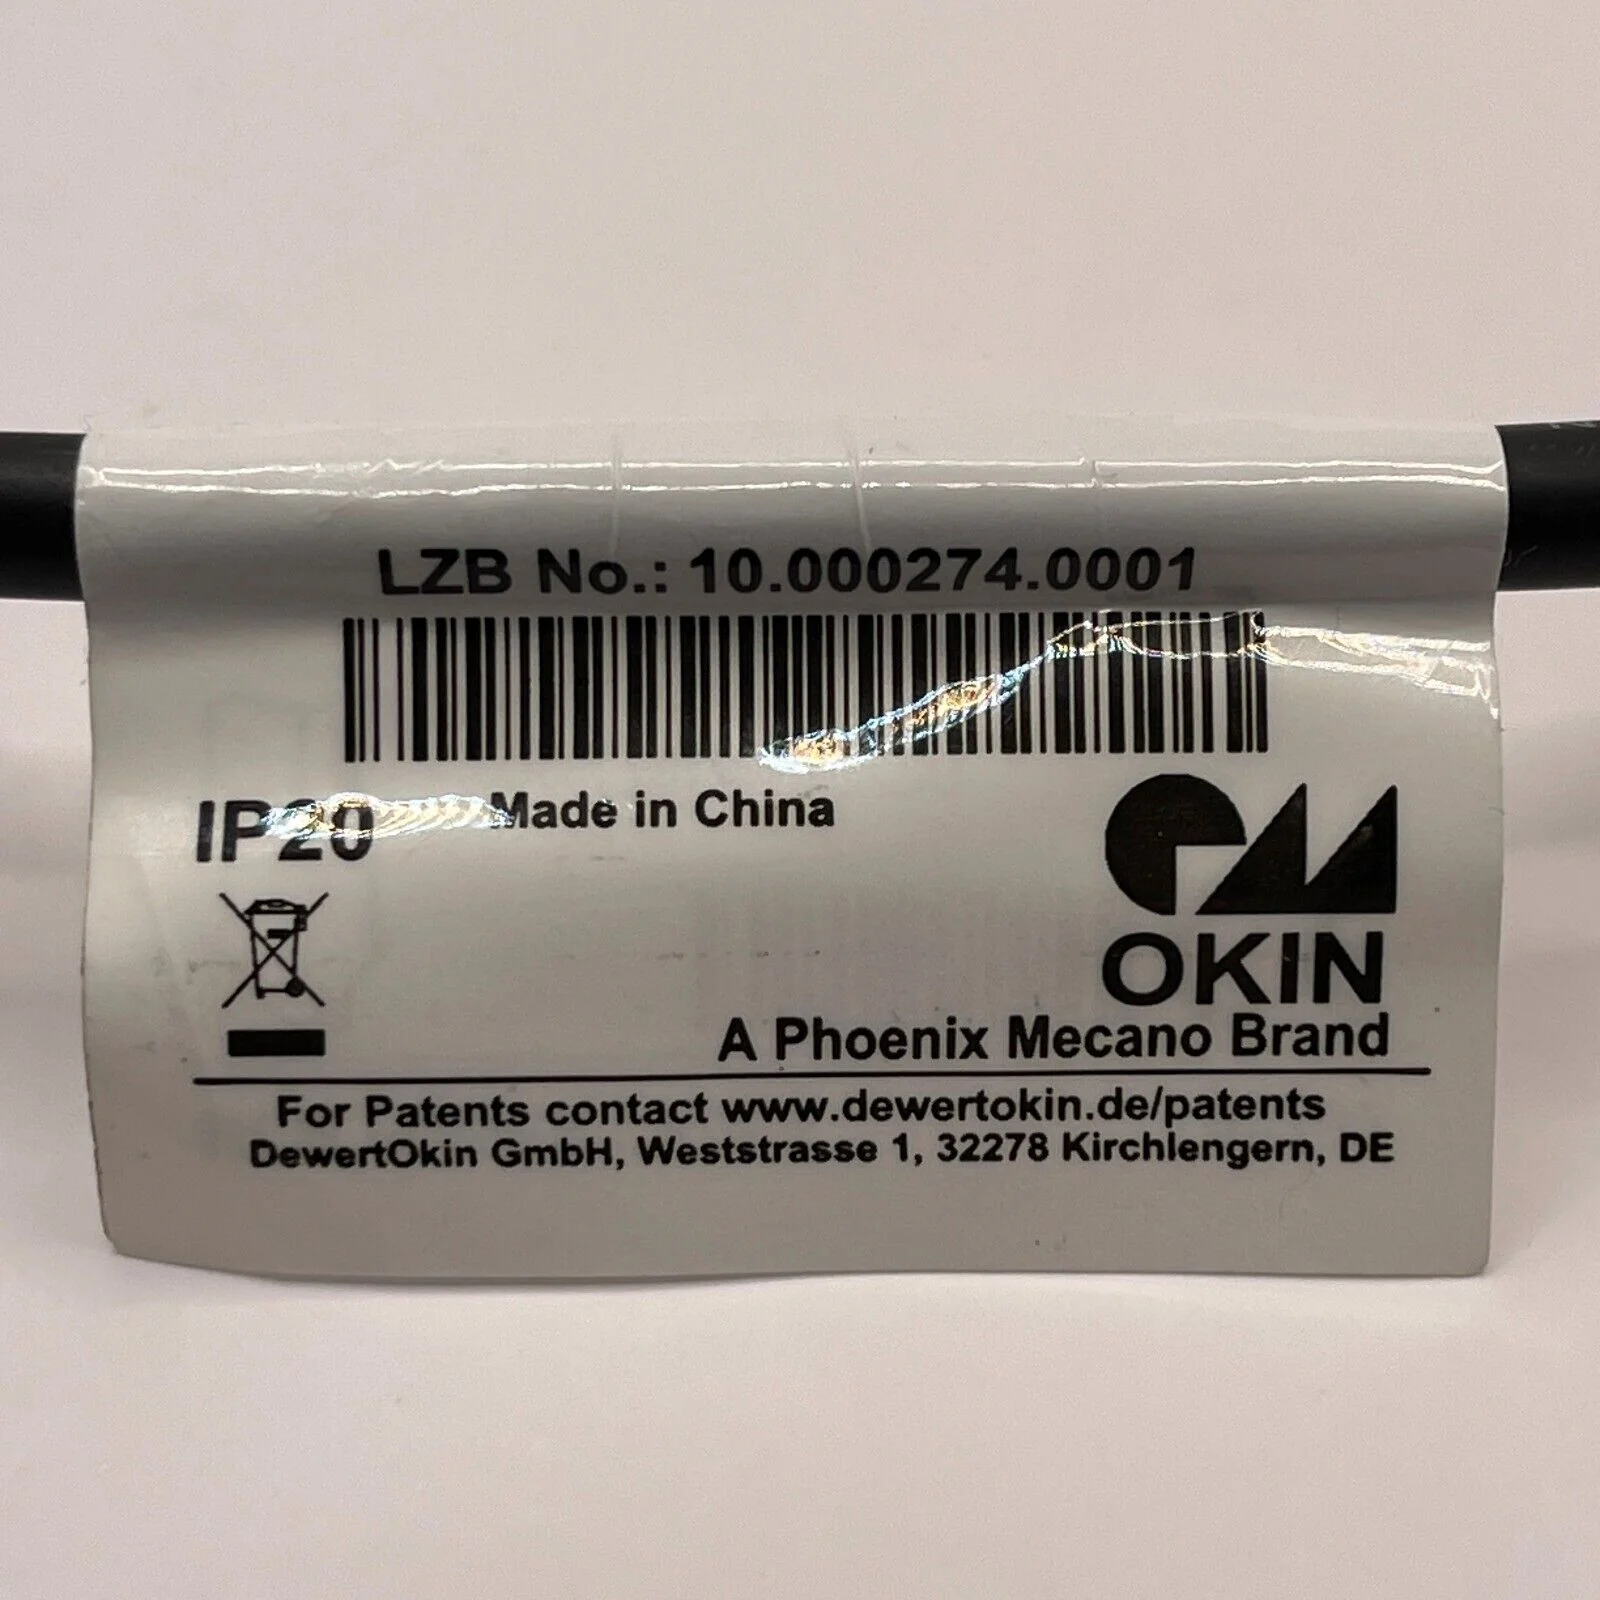 LZB No.: 10.000274.0001
IP20 Made in China
OKIN
A Phoenix Mecano Brand
For Patents contact www.dewertokin.de/patents
DewertOkin GmbH, Weststrasse 1, 32278 Kirchlengern, DE